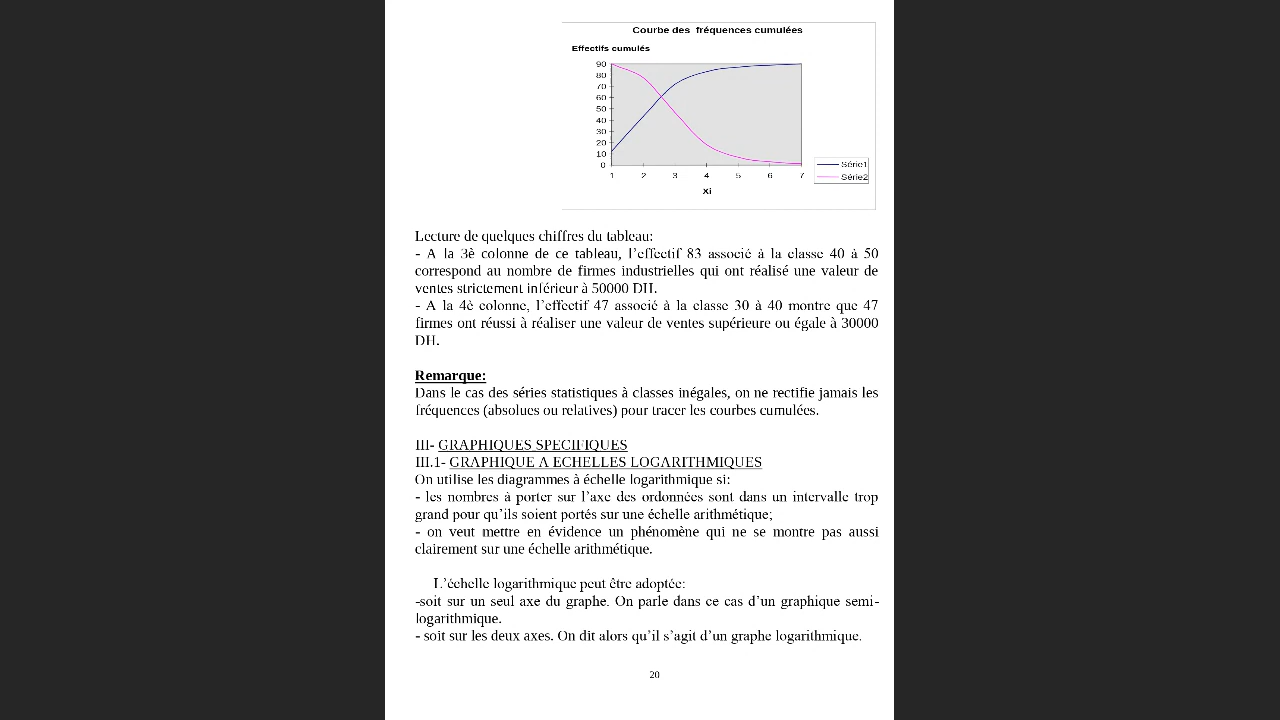 Courbe des fréquences cumulées
Effectifs cumulés
90
80
70
60
50
40
30
20
10
0
1 2 3 4 5 6 7
Xi
Série1
Série2
Lecture de quelques chiffres du tableau:
- A la 3è colonne de ce tableau, l’effectif 83 associé à la classe 40 à 50
correspond au nombre de firmes industrielles qui ont réalisé une valeur de
ventes strictement inférieur à 50000 DH.
- A la 4è colonne, l’effectif 47 associé à la classe 30 à 40 montre que 47
firmes ont réussi à réaliser une valeur de ventes supérieure ou égale à 30000
DH.
Remarque:
Dans le cas des séries statistiques à classes inégales, on ne rectifie jamais les
fréquences (absolues ou relatives) pour tracer les courbes cumulées.
III- GRAPHIQUES SPECIFIQUES
III.1- GRAPHIQUE A ECHELLES LOGARITHMIQUES
On utilise les diagrammes à échelle logarithmique si:
- les nombres à porter sur l’axe des ordonnées sont dans un intervalle trop
grand pour qu’ils soient portés sur une échelle arithmétique;
- on veut mettre en évidence un phénomène qui ne se montre pas aussi
clairement sur une échelle arithmétique.
L’échelle logarithmique peut être adoptée:
-soit sur un seul axe du graphe. On parle dans ce cas d’un graphique semi-
logarithmique.
- soit sur les deux axes. On dit alors qu’il s’agit d’un graphe logarithmique.
20